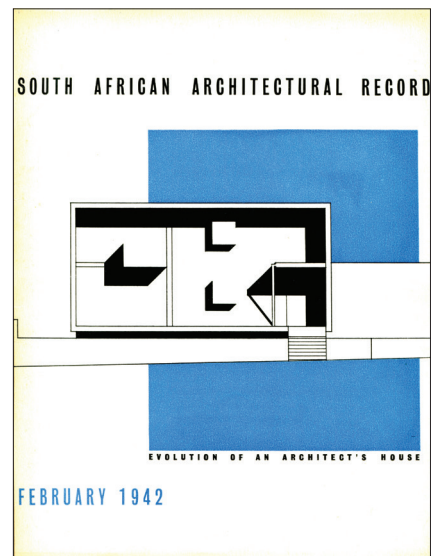 SOUTH AFRICAN ARCHITECTURAL RECORD
EVOLUTION OF AN ARCHITECT'S HOUSE
FEBRUARY 1942